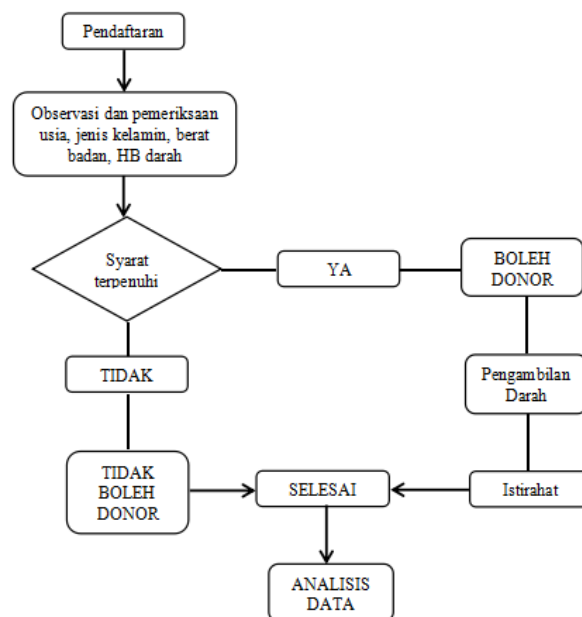 Pendaftaran
Observasi dan pemeriksaan
usia, jenis kelamin, berat
badan, HB darah
Syarat
terpenuhi
YA
BOLEH
DONOR
TIDAK
Pengambilan
Darah
TIDAK
BOLEH
DONOR
SELESAI
Istirahat
ANALISIS
DATA